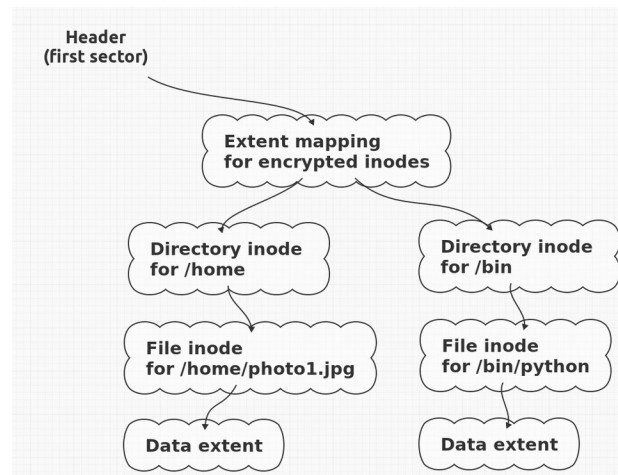 Header
(first sector)
Extent mapping
for encrypted inodes
Directory inode
for /home
Directory inode
for /bin
File inode
for /home/photo1.jpg
File inode
for /bin/python
Data extent
Data extent